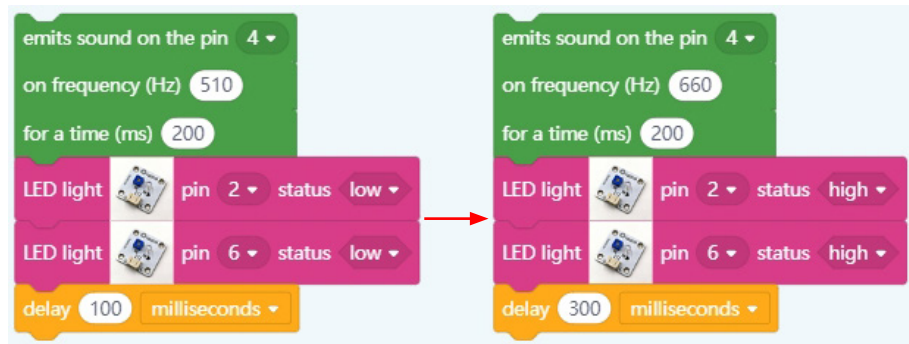 emits sound on the pin 4
on frequency (Hz) 510
for a time (ms) 200
LED light pin 2 status low
LED light pin 6 status low
delay 100 milliseconds
emits sound on the pin 4
on frequency (Hz) 660
for a time (ms) 200
LED light pin 2 status high
LED light pin 6 status high
delay 300 milliseconds